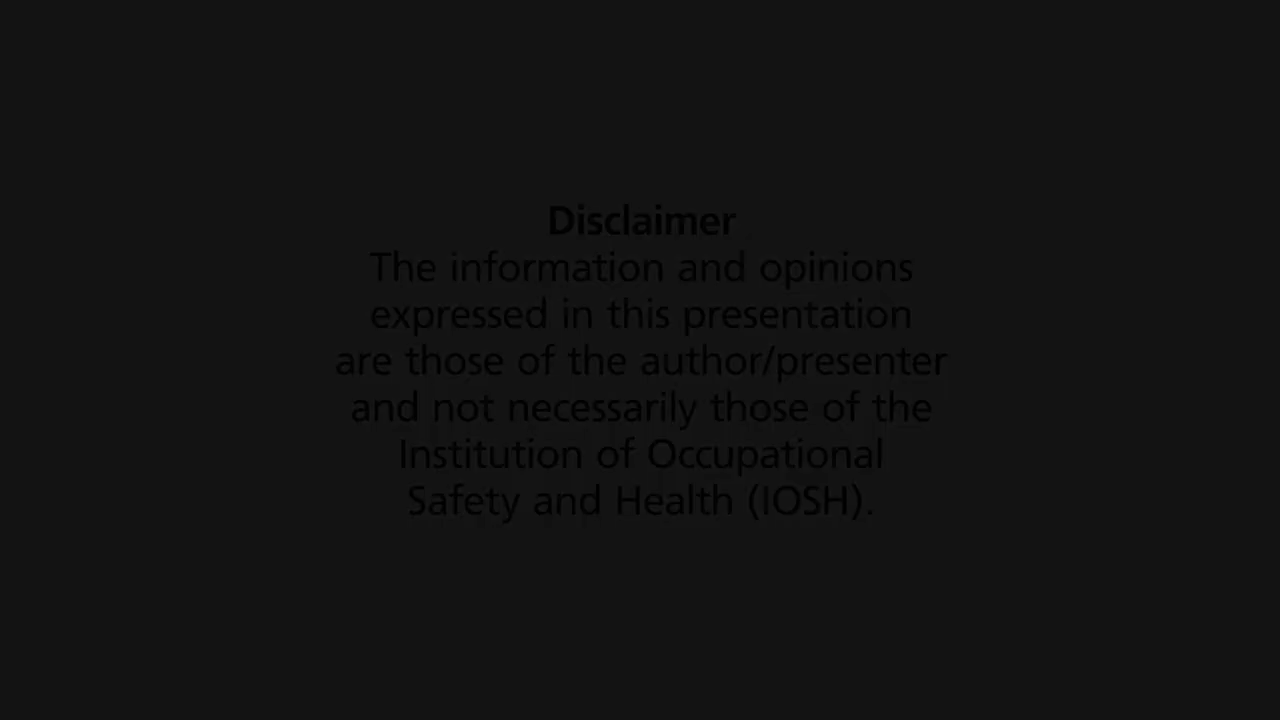 Disclaimer
The information and opinions
expressed in this presentation
are those of the author/presenter
and not necessarily those of the
Institution of Occupational
Safety and Health (IOSH).